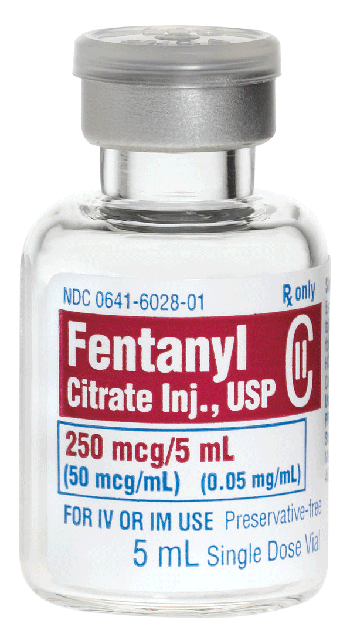 NDC 0641-6028-01 ℞ only
Fentanyl CII
Citrate Inj., USP
250 mcg/5 mL
(50 mcg/mL) (0.05 mg/mL)
FOR IV OR IM USE Preservative-free
5 mL Single Dose Vial